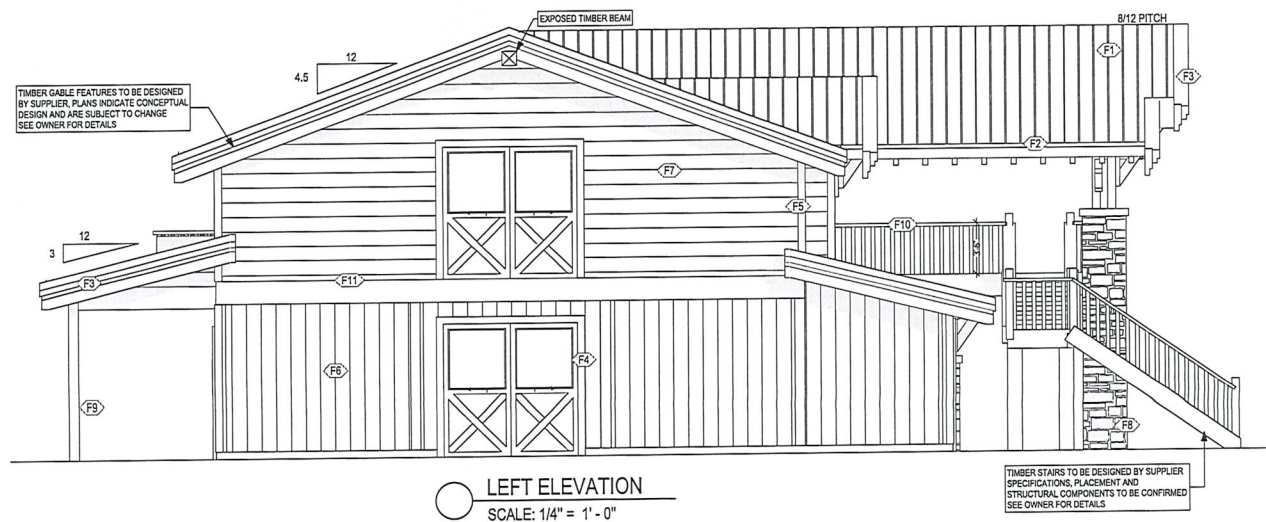 EXPOSED TIMBER BEAM
8/12 PITCH
F1
12
4.5
F3
TIMBER GABLE FEATURES TO BE DESIGNED
BY SUPPLIER, PLANS INDICATE CONCEPTUAL
DESIGN AND ARE SUBJECT TO CHANGE
SEE OWNER FOR DETAILS
F2
F7
F5
F10
12
3
3'-6"
F3
F11
F4
F6
F9
F8
TIMBER STAIRS TO BE DESIGNED BY SUPPLIER
SPECIFICATIONS, PLACEMENT AND
STRUCTURAL COMPONENTS TO BE CONFIRMED
SEE OWNER FOR DETAILS
LEFT ELEVATION
SCALE: 1/4" = 1' - 0"